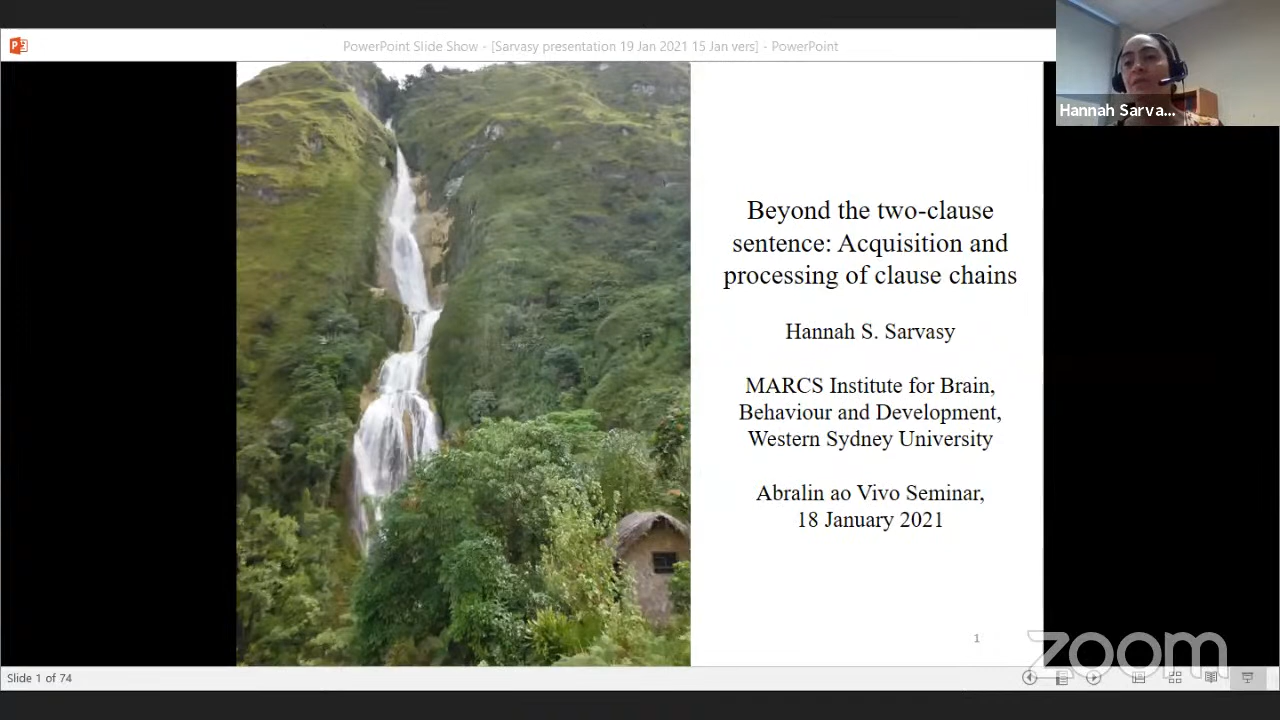 PowerPoint Slide Show - [Sarvasy presentation 19 Jan 2021 15 Jan vers] - PowerPoint
Hannah Sarva...
Beyond the two-clause
sentence: Acquisition and
processing of clause chains
Hannah S. Sarvasy
MARCS Institute for Brain,
Behaviour and Development,
Western Sydney University
Abralin ao Vivo Seminar,
18 January 2021
1
zoom
Slide 1 of 74